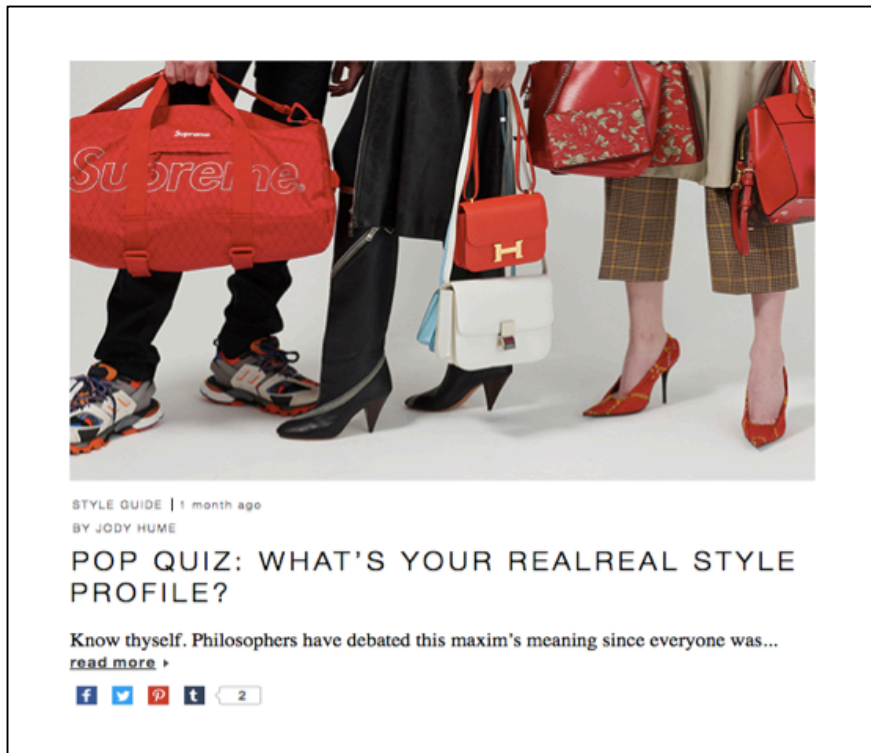 Supreme
Supreme
STYLE GUIDE | 1 month ago
BY JODY HUME
POP QUIZ: WHAT'S YOUR REALREAL STYLE
PROFILE?
Know thyself. Philosophers have debated this maxim's meaning since everyone was...
read more
2